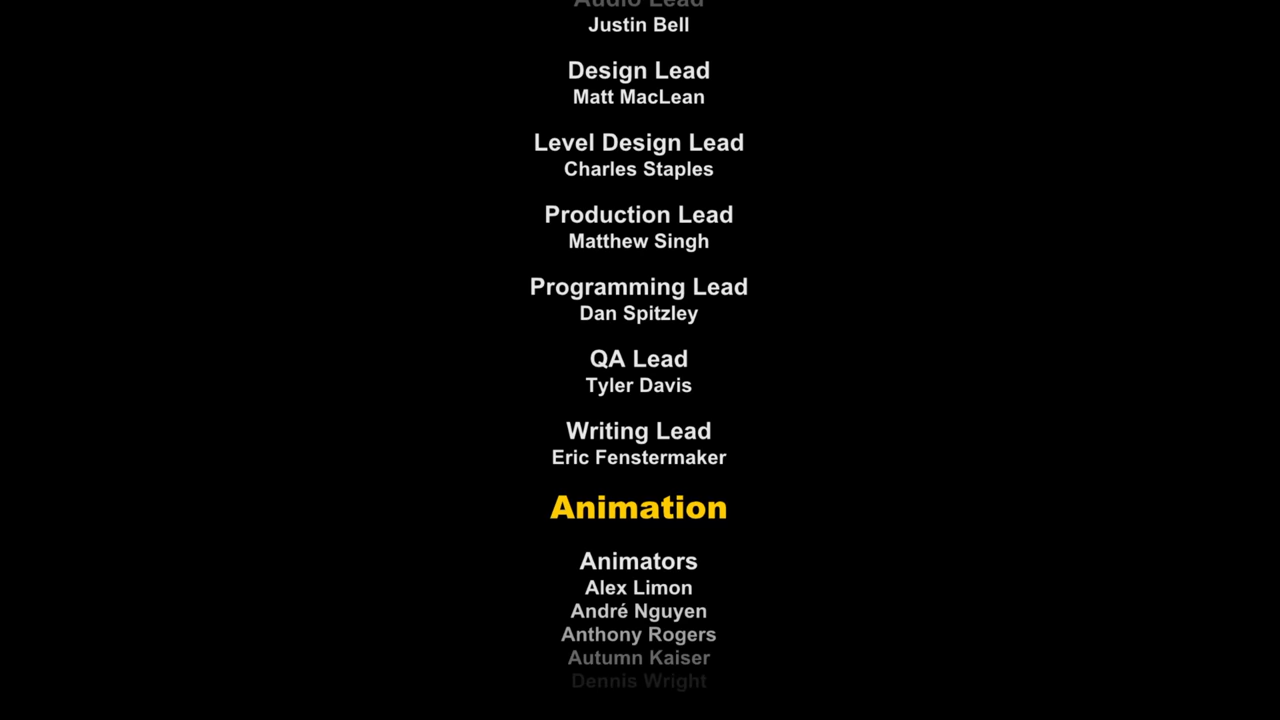 Audio Lead
Justin Bell
Design Lead
Matt MacLean
Level Design Lead
Charles Staples
Production Lead
Matthew Singh
Programming Lead
Dan Spitzley
QA Lead
Tyler Davis
Writing Lead
Eric Fenstermaker
Animation
Animators
Alex Limon
André Nguyen
Anthony Rogers
Autumn Kaiser
Dennis Wright